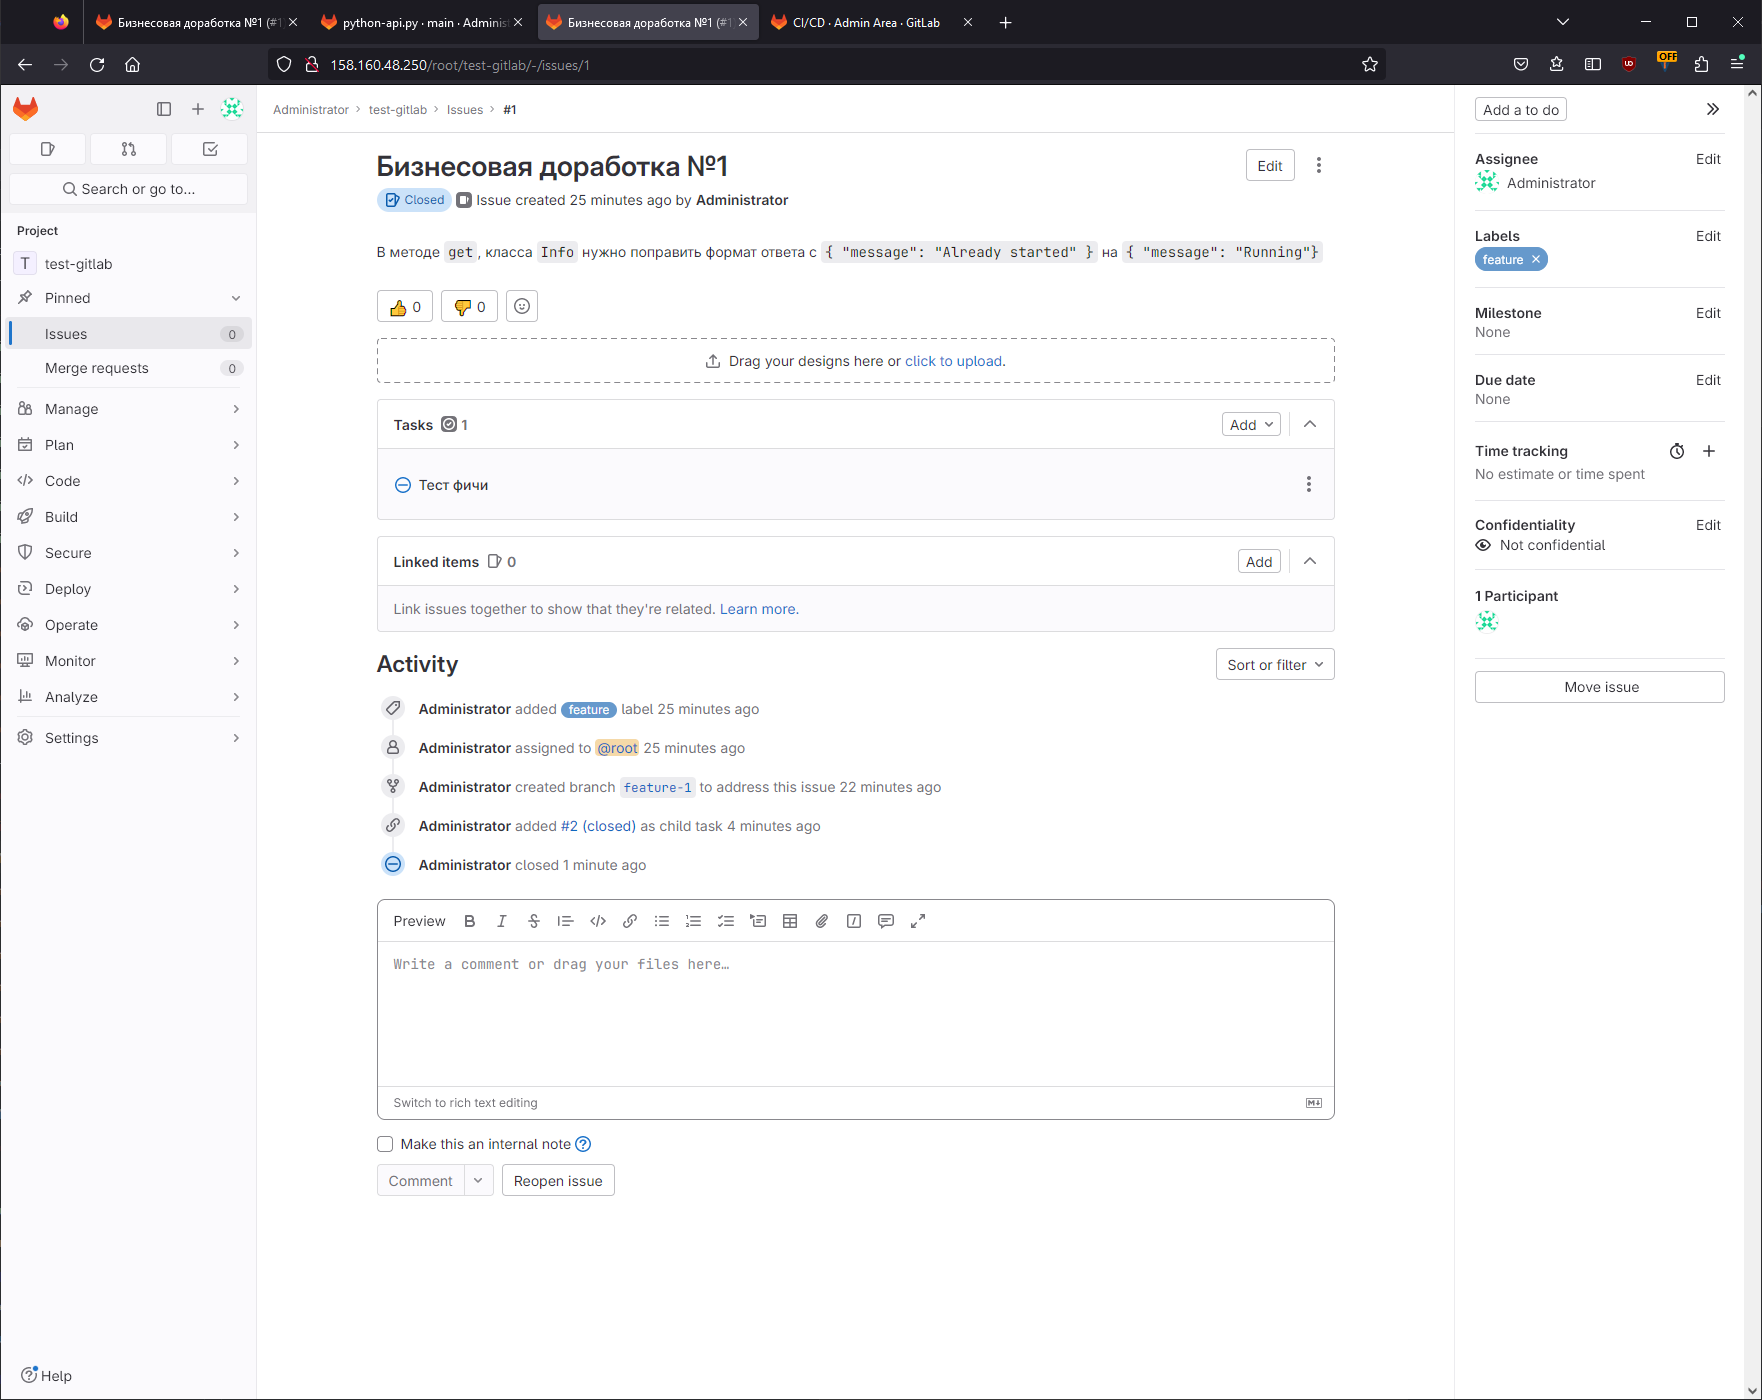 Бизнесовая доработка №1 (#1
python-api.py · main · Administ
Бизнесовая доработка №1 (#1
CI/CD · Admin Area · GitLab
158.160.48.250/root/test-gitlab/-/issues/1
OFF
Search or go to...
Project
T test-gitlab
Pinned
Issues 0
Merge requests 0
Manage
Plan
Code
Build
Secure
Deploy
Operate
Monitor
Analyze
Settings
Help
Administrator › test-gitlab › Issues › #1
Бизнесовая доработка №1
Edit
Closed Issue created 25 minutes ago by Administrator
В методе get , класса Info нужно поправить формат ответа с { "message": "Already started" } на { "message": "Running"}
0 0
Drag your designs here or click to upload.
Tasks 1
Add
Тест фичи
Linked items 0
Add
Link issues together to show that they're related. Learn more.
Activity
Sort or filter
Administrator added feature label 25 minutes ago
Administrator assigned to @root 25 minutes ago
Administrator created branch feature-1 to address this issue 22 minutes ago
Administrator added #2 (closed) as child task 4 minutes ago
Administrator closed 1 minute ago
Preview
Write a comment or drag your files here…
Switch to rich text editing
Make this an internal note
Comment
Reopen issue
Add a to do
Assignee Edit
Administrator
Labels Edit
feature
Milestone Edit
None
Due date Edit
None
Time tracking
No estimate or time spent
Confidentiality Edit
Not confidential
1 Participant
Move issue